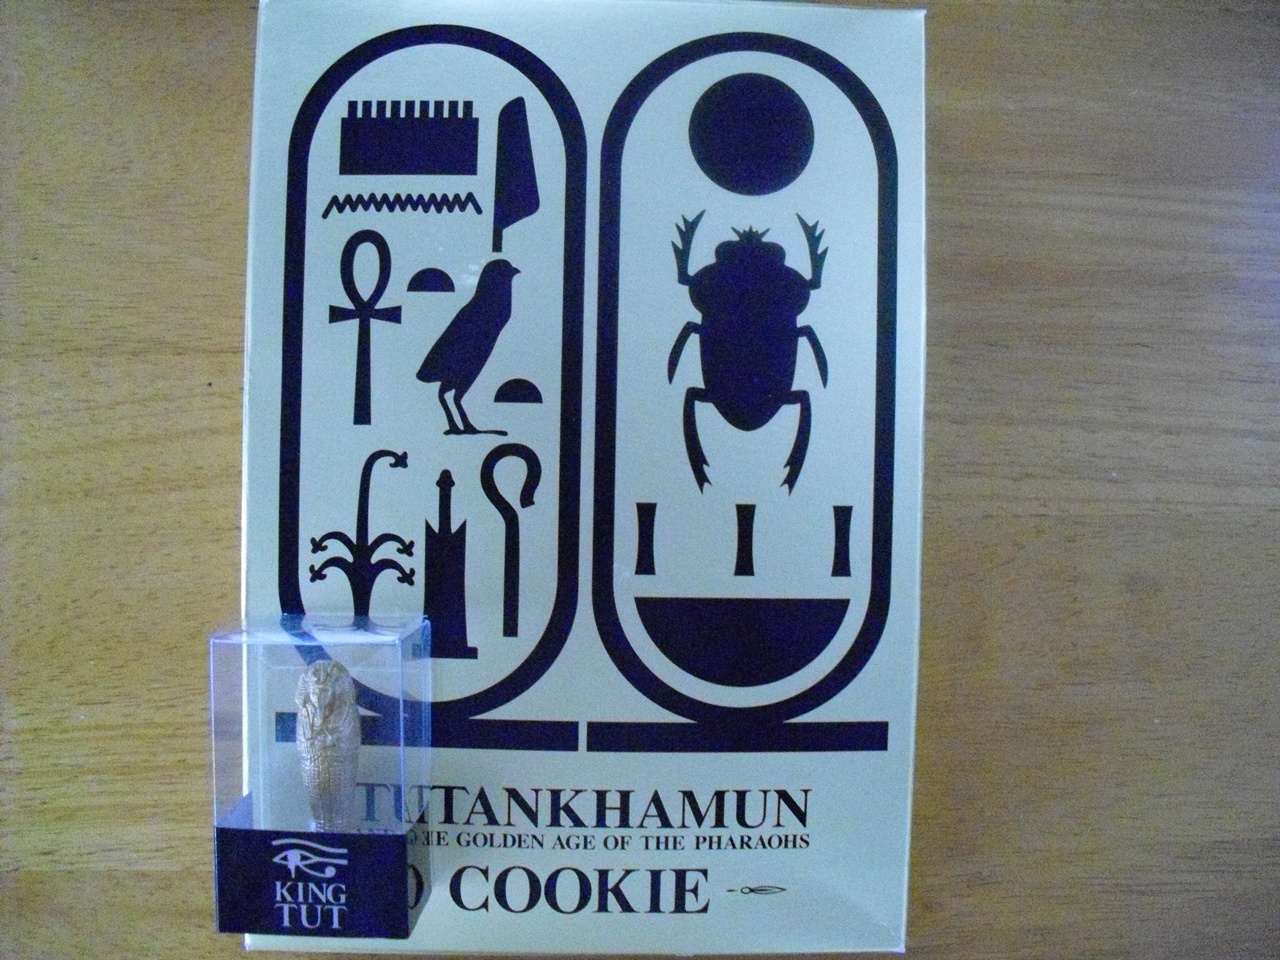 TUTANKHAMUN
GOLDEN AGE OF THE PHARAOHS
COOKIE
KING
TUT